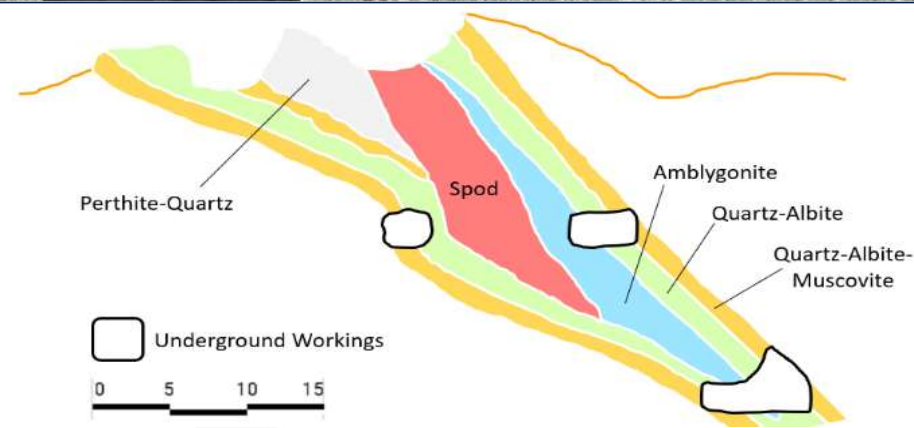 Spod
Amblygonite
Perthite-Quartz
Quartz-Albite
Quartz-Albite-
Muscovite
Underground Workings
0 5 10 15